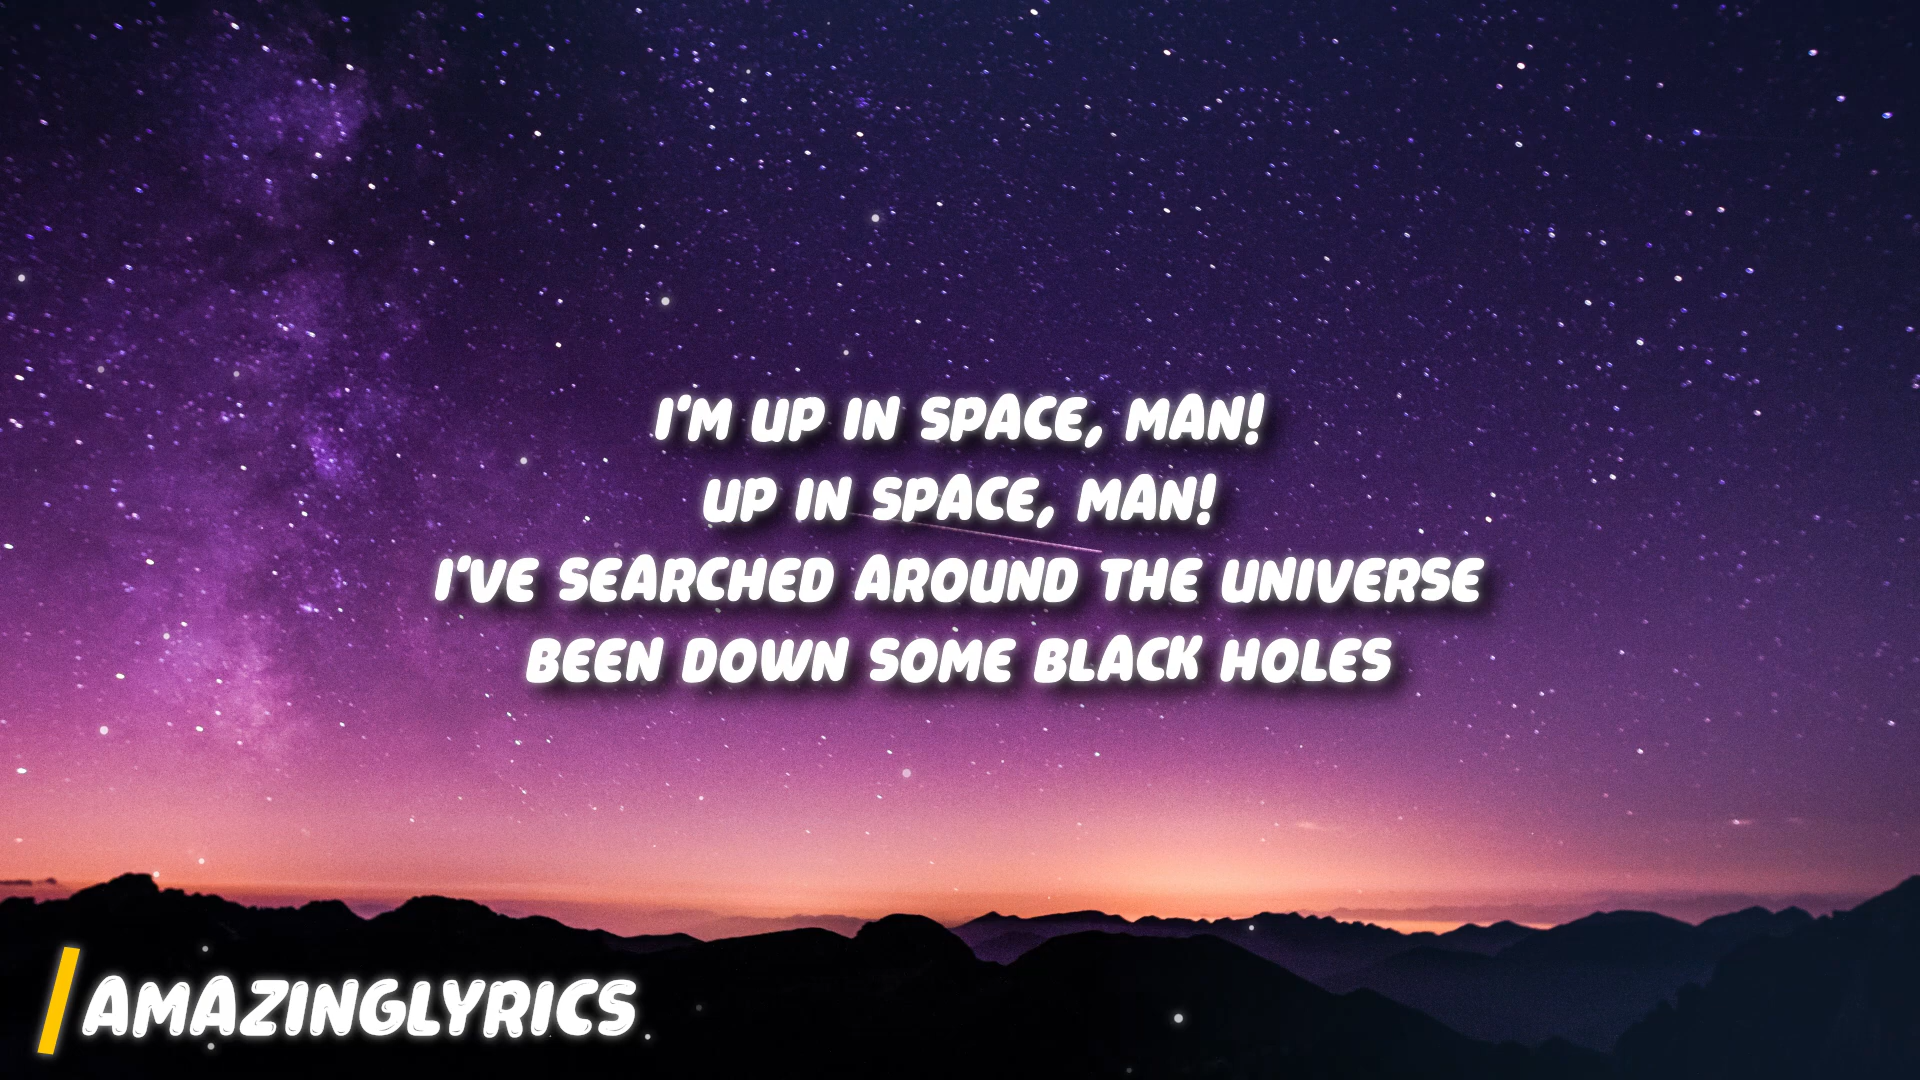 I'M UP IN SPACE, MAN!
UP IN SPACE, MAN!
I'VE SEARCHED AROUND THE UNIVERSE
BEEN DOWN SOME BLACK HOLES
AMAZINGLYRICS